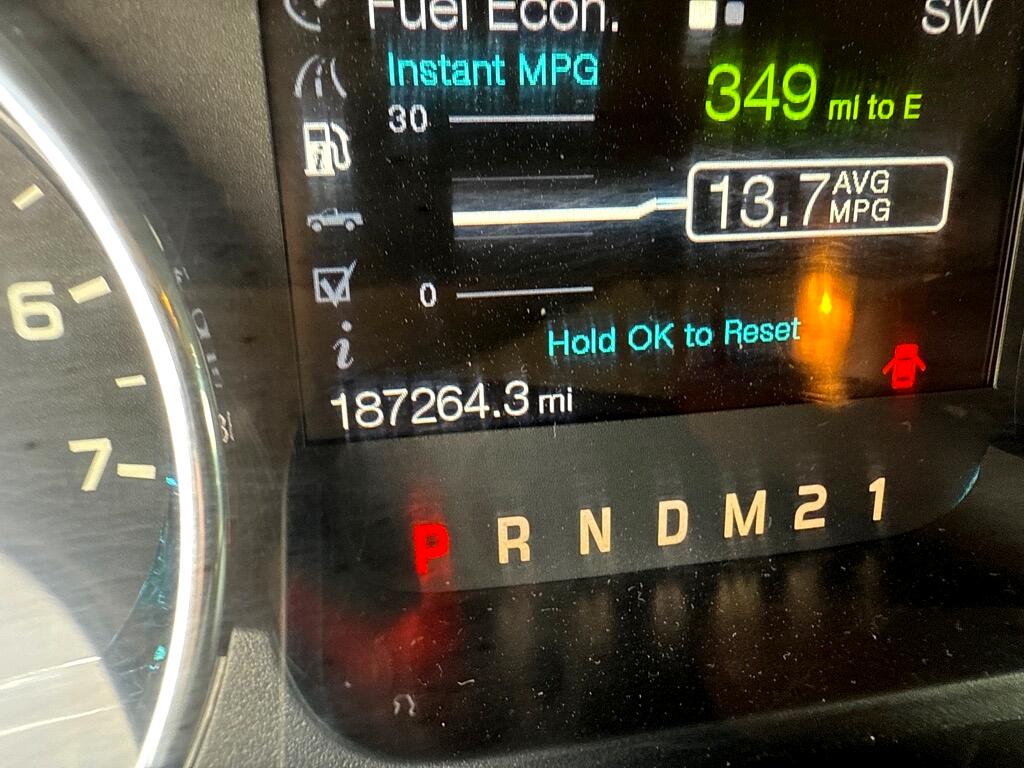 Fuel Econ.
SW
Instant MPG
349 mi to E
30
13.7 AVG MPG
0
Hold OK to Reset
187264.3 mi
6
7
P R N D M 2 1